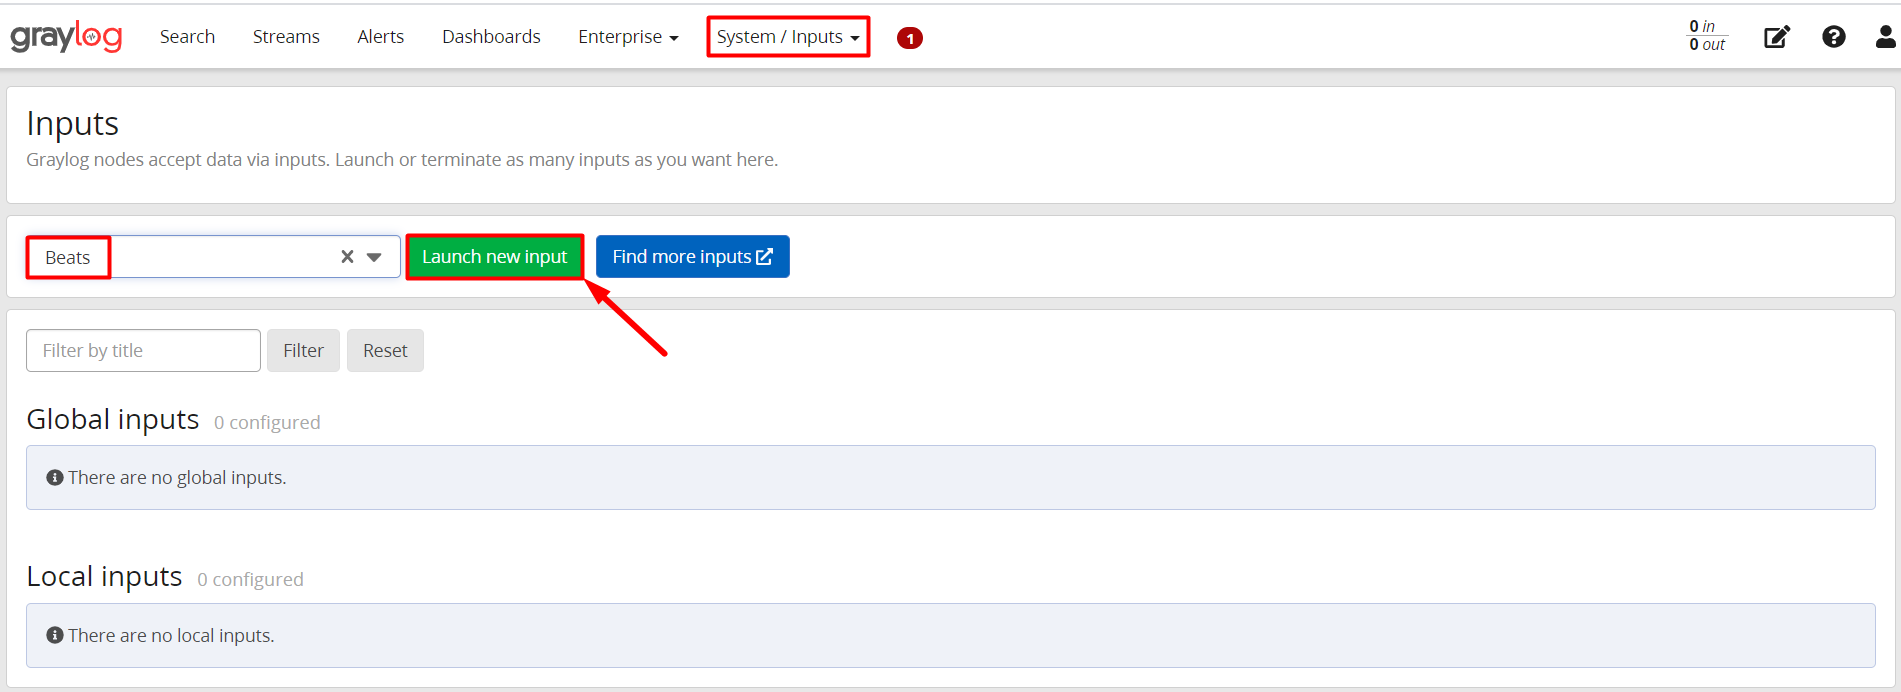 graylog Search Streams Alerts Dashboards Enterprise System / Inputs 1 0 in
0 out
Inputs
Graylog nodes accept data via inputs. Launch or terminate as many inputs as you want here.
Beats Launch new input Find more inputs
Filter by title Filter Reset
Global inputs 0 configured
There are no global inputs.
Local inputs 0 configured
There are no local inputs.